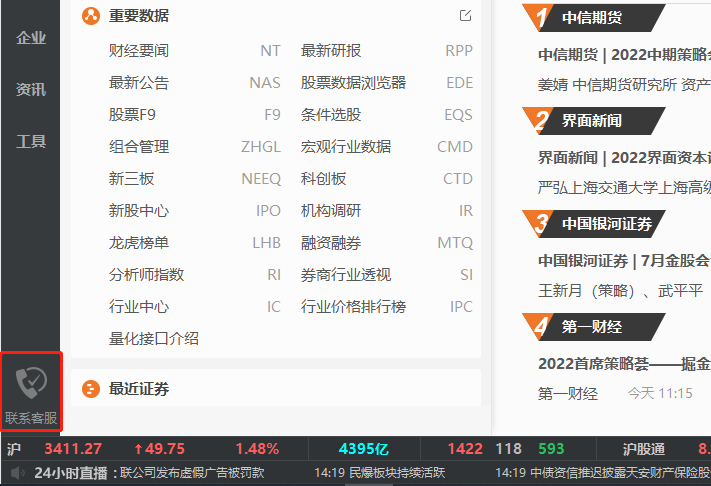 企业
资讯
工具
联系客服
重要数据
财经要闻 NT 最新研报 RPP
最新公告 NAS 股票数据浏览器 EDE
股票F9 F9 条件选股 EQS
组合管理 ZHGL 宏观行业数据 CMD
新三板 NEEQ 科创板 CTD
新股中心 IPO 机构调研 IR
龙虎榜单 LHB 融资融券 MTQ
分析师指数 RI 券商行业透视 SI
行业中心 IC 行业价格排行榜 IPC
量化接口介绍
最近证券
1 中信期货
中信期货 | 2022中期策略会
姜婧 中信期货研究所 资产
2 界面新闻
界面新闻 | 2022界面资本
严弘上海交通大学上海高级
3 中国银河证券
中国银河证券 | 7月金股会
王新月（策略）、武平平
4 第一财经
2022首席策略荟——掘金
第一财经 今天 11:15
沪 3411.27 ↑49.75 1.48% 4395亿 1422 118 593 沪股通 8.
24小时直播： 联公司发布虚假广告被罚款 14:19 民爆板块持续活跃 14:19 中债资信推迟披露天安财产保险股